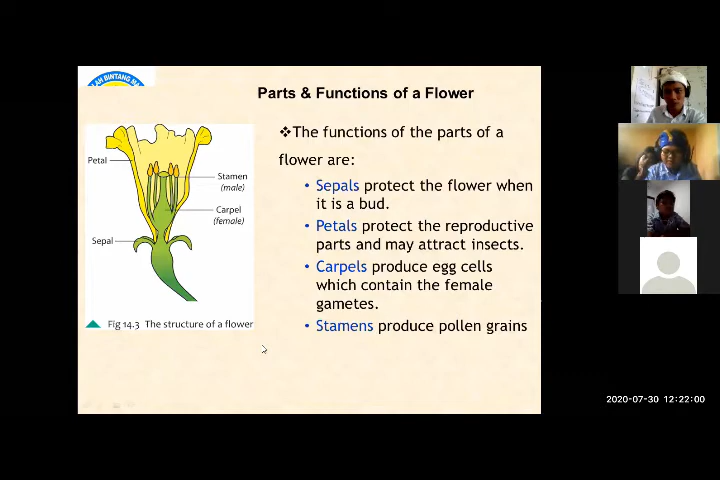 LAH BINTANG MA
Parts & Functions of a Flower
❖The functions of the parts of a
flower are:
• Sepals protect the flower when
it is a bud.
• Petals protect the reproductive
parts and may attract insects.
• Carpels produce egg cells
which contain the female
gametes.
• Stamens produce pollen grains
Petal
Stamen
(male)
Carpel
(female)
Sepal
Fig 14.3 The structure of a flower
2020-07-30 12:22:00